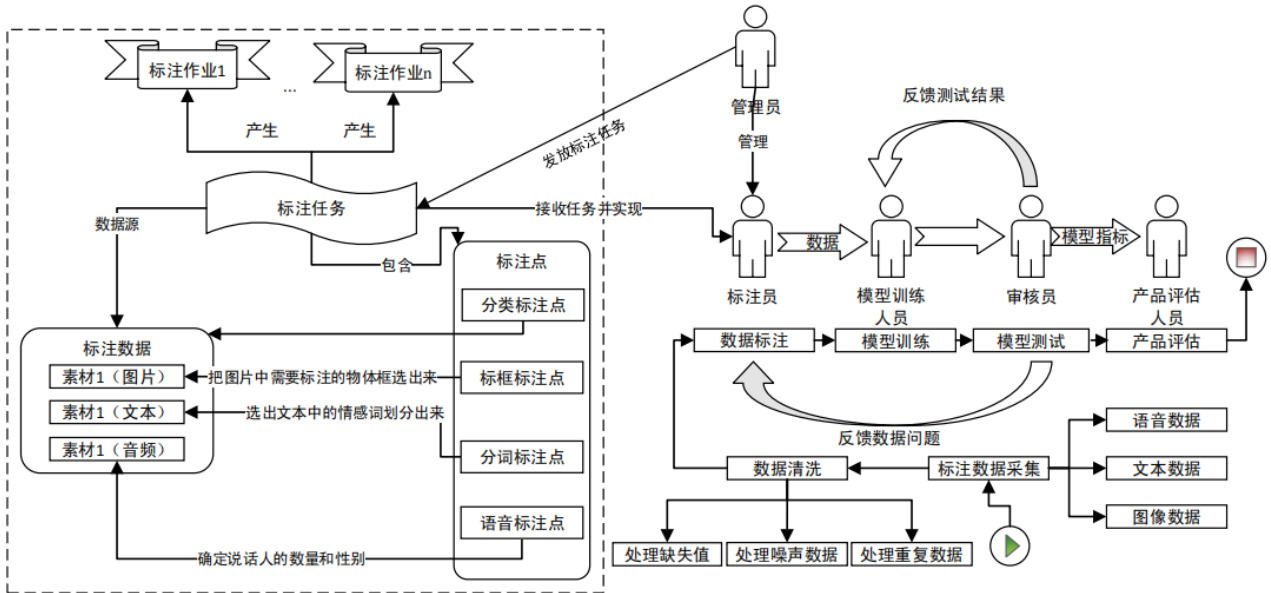 标注作业1
...
标注作业n
产生
产生
标注任务
数据源
包含
标注点
分类标注点
标框标注点
分词标注点
语音标注点
标注数据
素材1（图片）
素材1（文本）
素材1（音频）
把图片中需要标注的物体框选出来
选出文本中的情感词划分出来
确定说话人的数量和性别
管理员
发放标注任务
管理
接收任务并实现
反馈测试结果
数据
模型指标
标注员
模型训练
人员
审核员
产品评估
人员
数据标注
模型训练
模型测试
产品评估
反馈数据问题
数据清洗
标注数据采集
语音数据
文本数据
图像数据
处理缺失值
处理噪声数据
处理重复数据